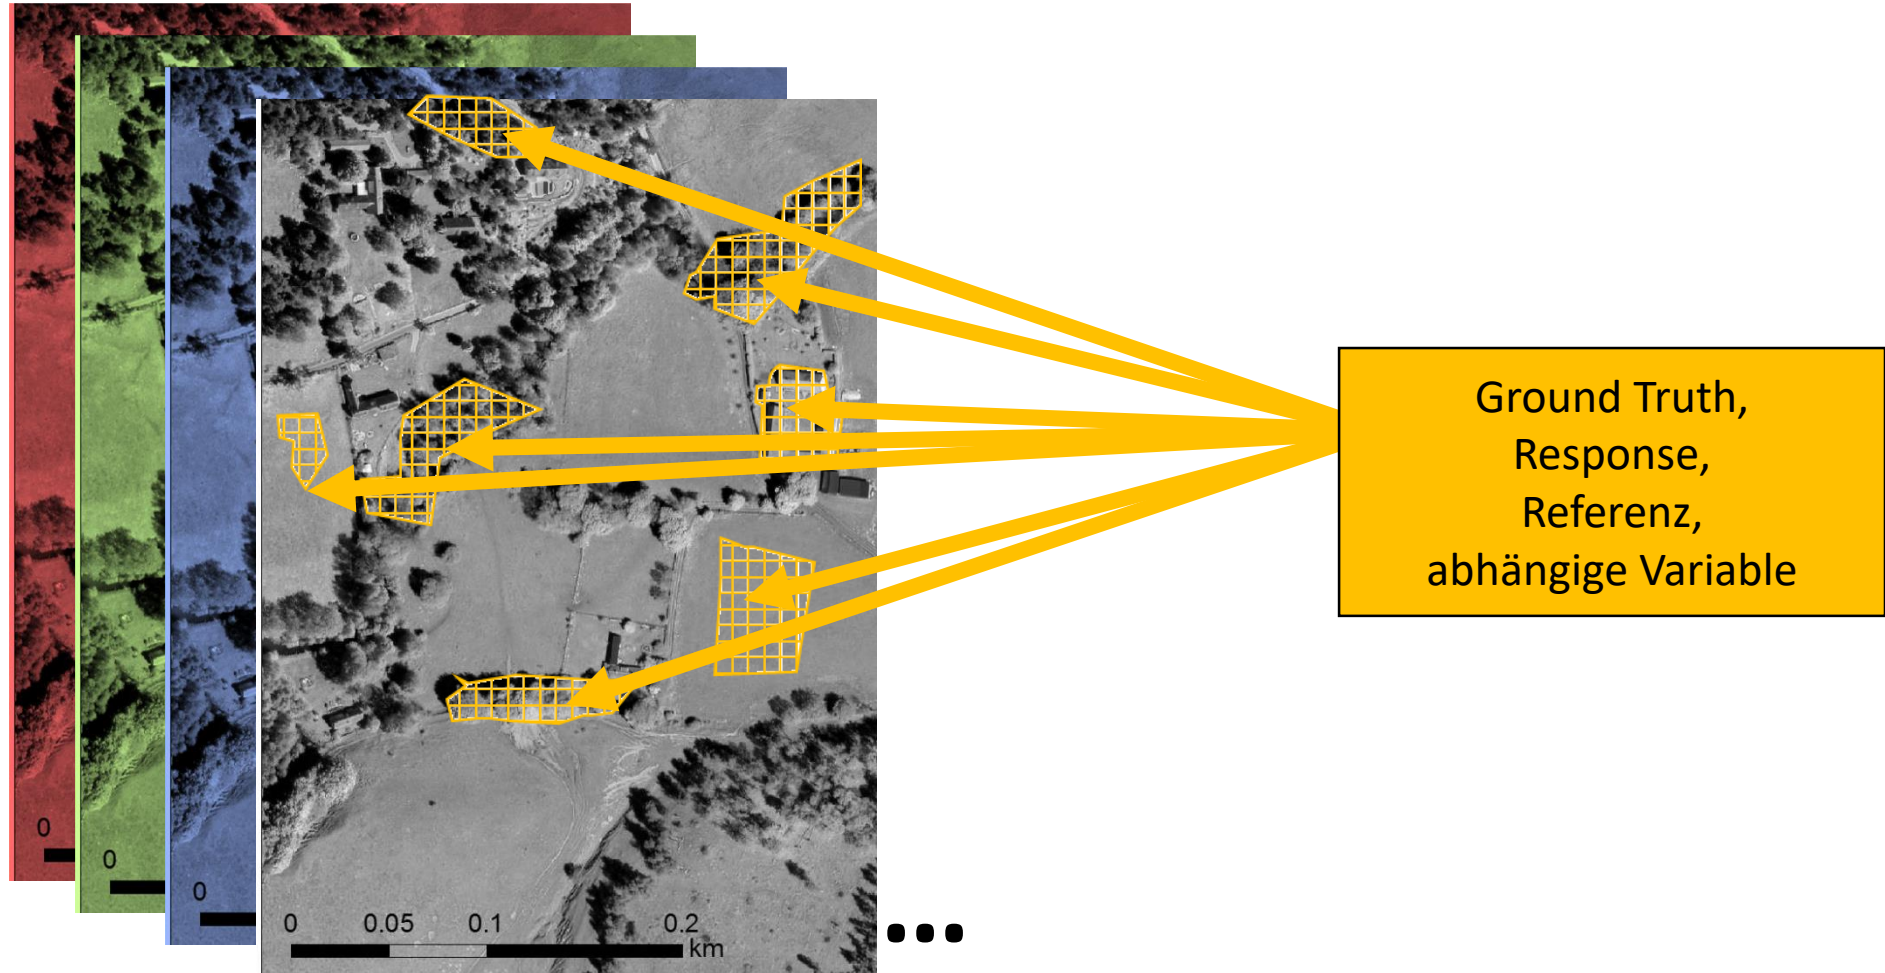 Ground Truth,
Response,
Referenz,
abhängige Variable
0
0
0
0 0.05 0.1 0.2
km
...